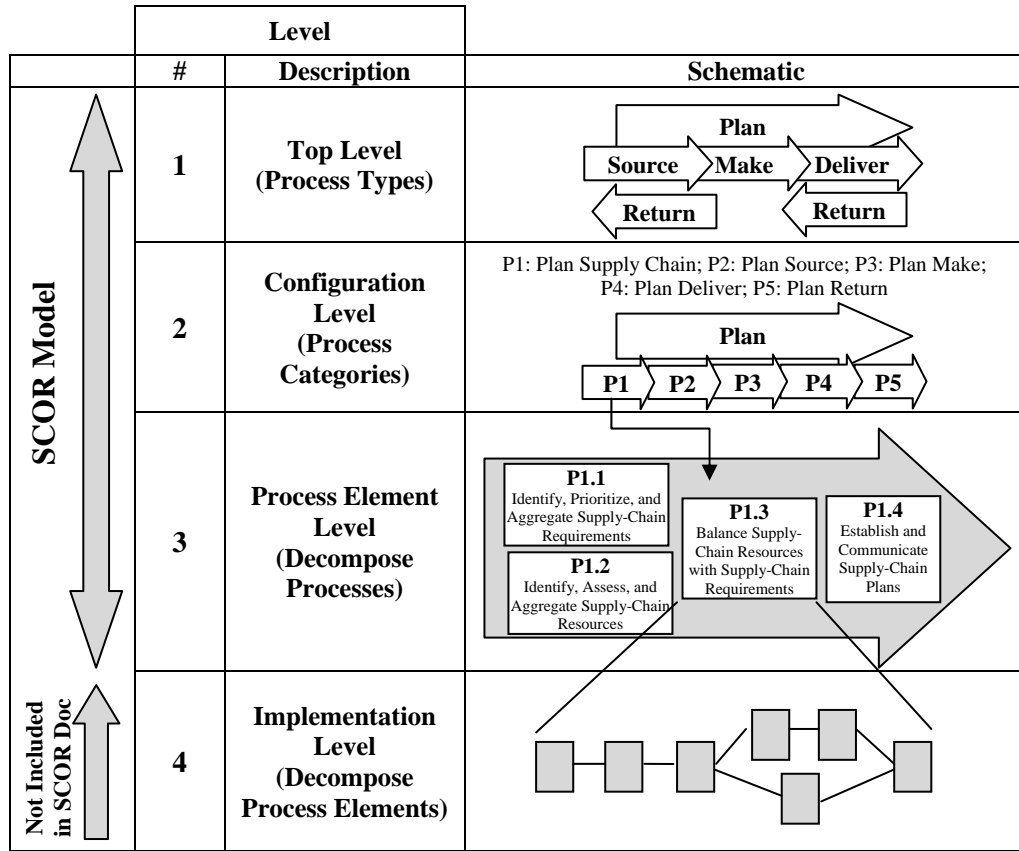 Level
# Description Schematic
SCOR Model
1
Top Level
(Process Types)
Plan
Source Make Deliver
Return Return
2
Configuration
Level
(Process
Categories)
P1: Plan Supply Chain; P2: Plan Source; P3: Plan Make;
P4: Plan Deliver; P5: Plan Return
Plan
P1 P2 P3 P4 P5
3
Process Element
Level
(Decompose
Processes)
P1.1
Identify, Prioritize, and
Aggregate Supply-Chain
Requirements
P1.2
Identify, Assess, and
Aggregate Supply-Chain
Resources
P1.3
Balance Supply-
Chain Resources
with Supply-Chain
Requirements
P1.4
Establish and
Communicate
Supply-Chain
Plans
Not Included
in SCOR Doc
4
Implementation
Level
(Decompose
Process Elements)